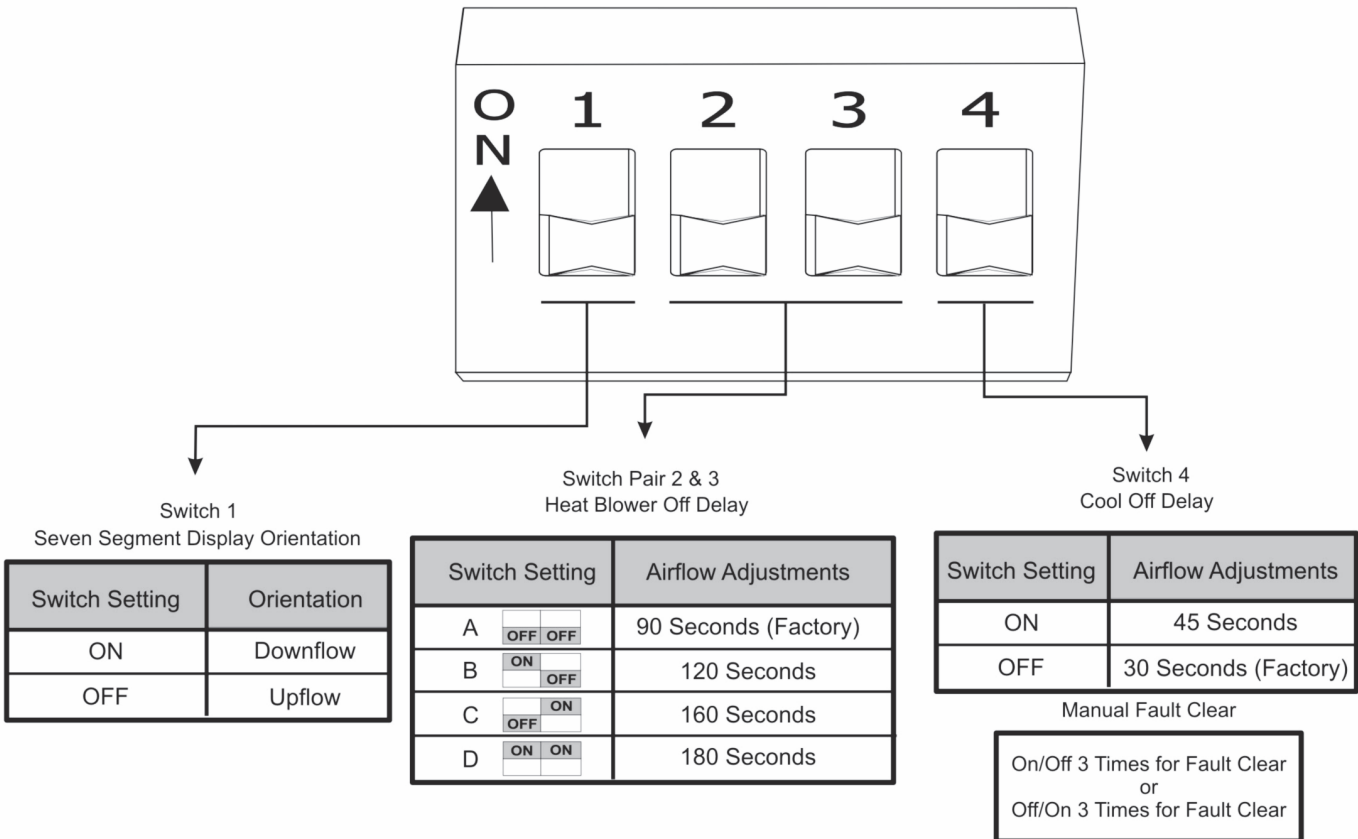 ON 1 2 3 4
Switch 1
Seven Segment Display Orientation
Switch Setting Orientation
ON Downflow
OFF Upflow
Switch Pair 2 & 3
Heat Blower Off Delay
Switch Setting Airflow Adjustments
A OFF OFF 90 Seconds (Factory)
B ON OFF 120 Seconds
C OFF ON 160 Seconds
D ON ON 180 Seconds
Switch 4
Cool Off Delay
Switch Setting Airflow Adjustments
ON 45 Seconds
OFF 30 Seconds (Factory)
Manual Fault Clear
On/Off 3 Times for Fault Clear
or
Off/On 3 Times for Fault Clear